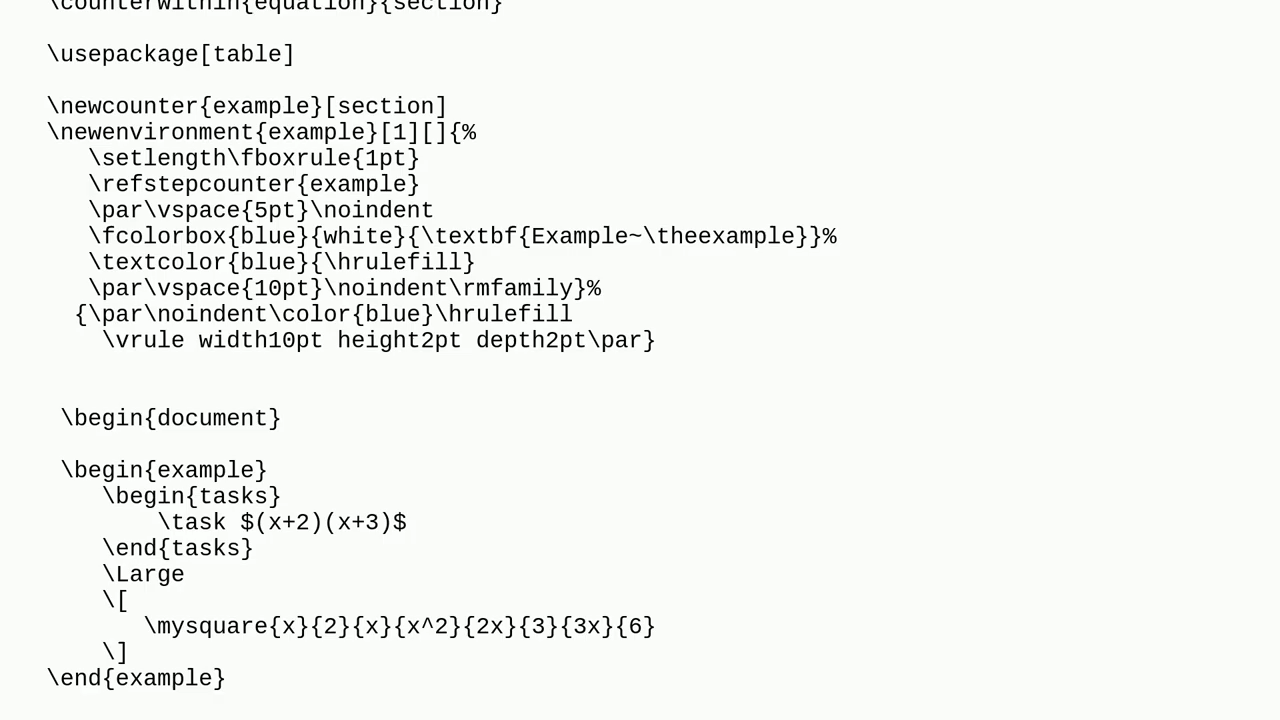 \counterwithin{equation}{section}
\usepackage[table]
\newcounter{example}[section]
\newenvironment{example}[1][]{%
\setlength\fboxrule{1pt}
\refstepcounter{example}
\par\vspace{5pt}\noindent
\fcolorbox{blue}{white}{\textbf{Example~\theexample}}%
\textcolor{blue}{\hrulefill}
\par\vspace{10pt}\noindent\rmfamily}%
{\par\noindent\color{blue}\hrulefill
\vrule width10pt height2pt depth2pt\par}
\begin{document}
\begin{example}
\begin{tasks}
\task $(x+2)(x+3)$
\end{tasks}
\Large
\[
\mysquare{x}{2}{x}{x^2}{2x}{3}{3x}{6}
\]
\end{example}